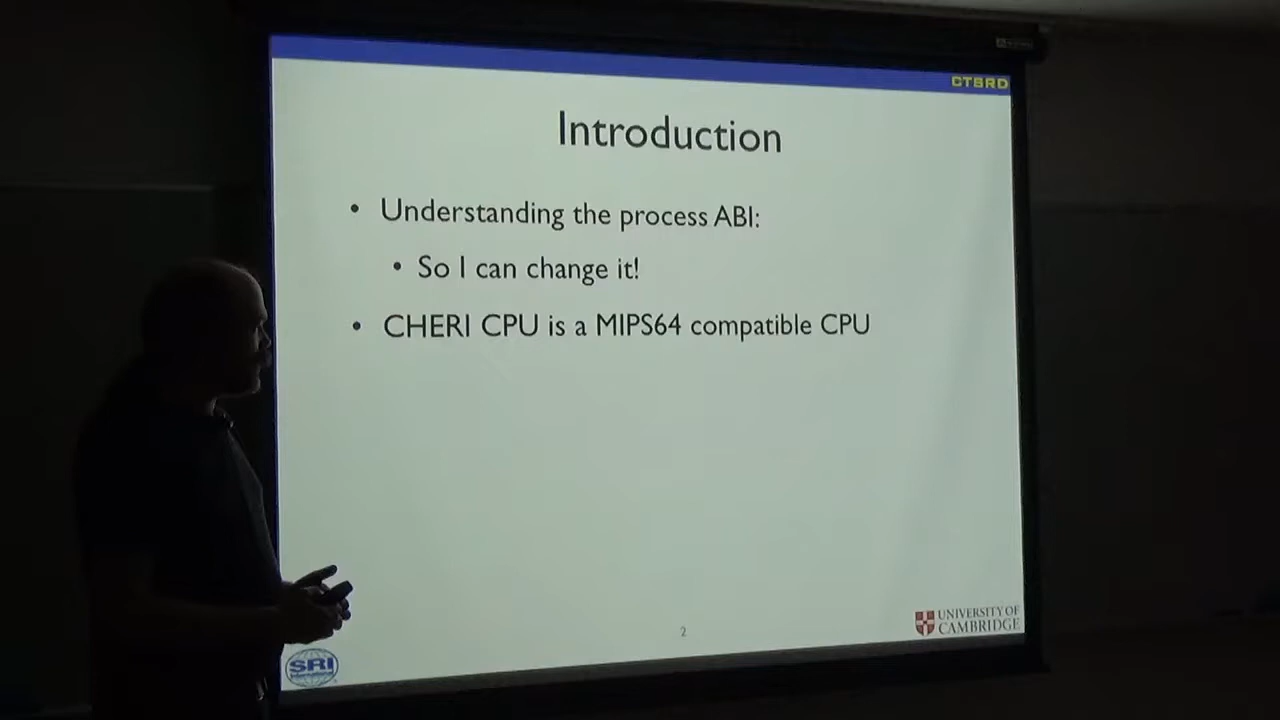 CTSRD
Introduction
• Understanding the process ABI:
• So I can change it!
• CHERI CPU is a MIPS64 compatible CPU
2
UNIVERSITY OF
CAMBRIDGE
SRI
International